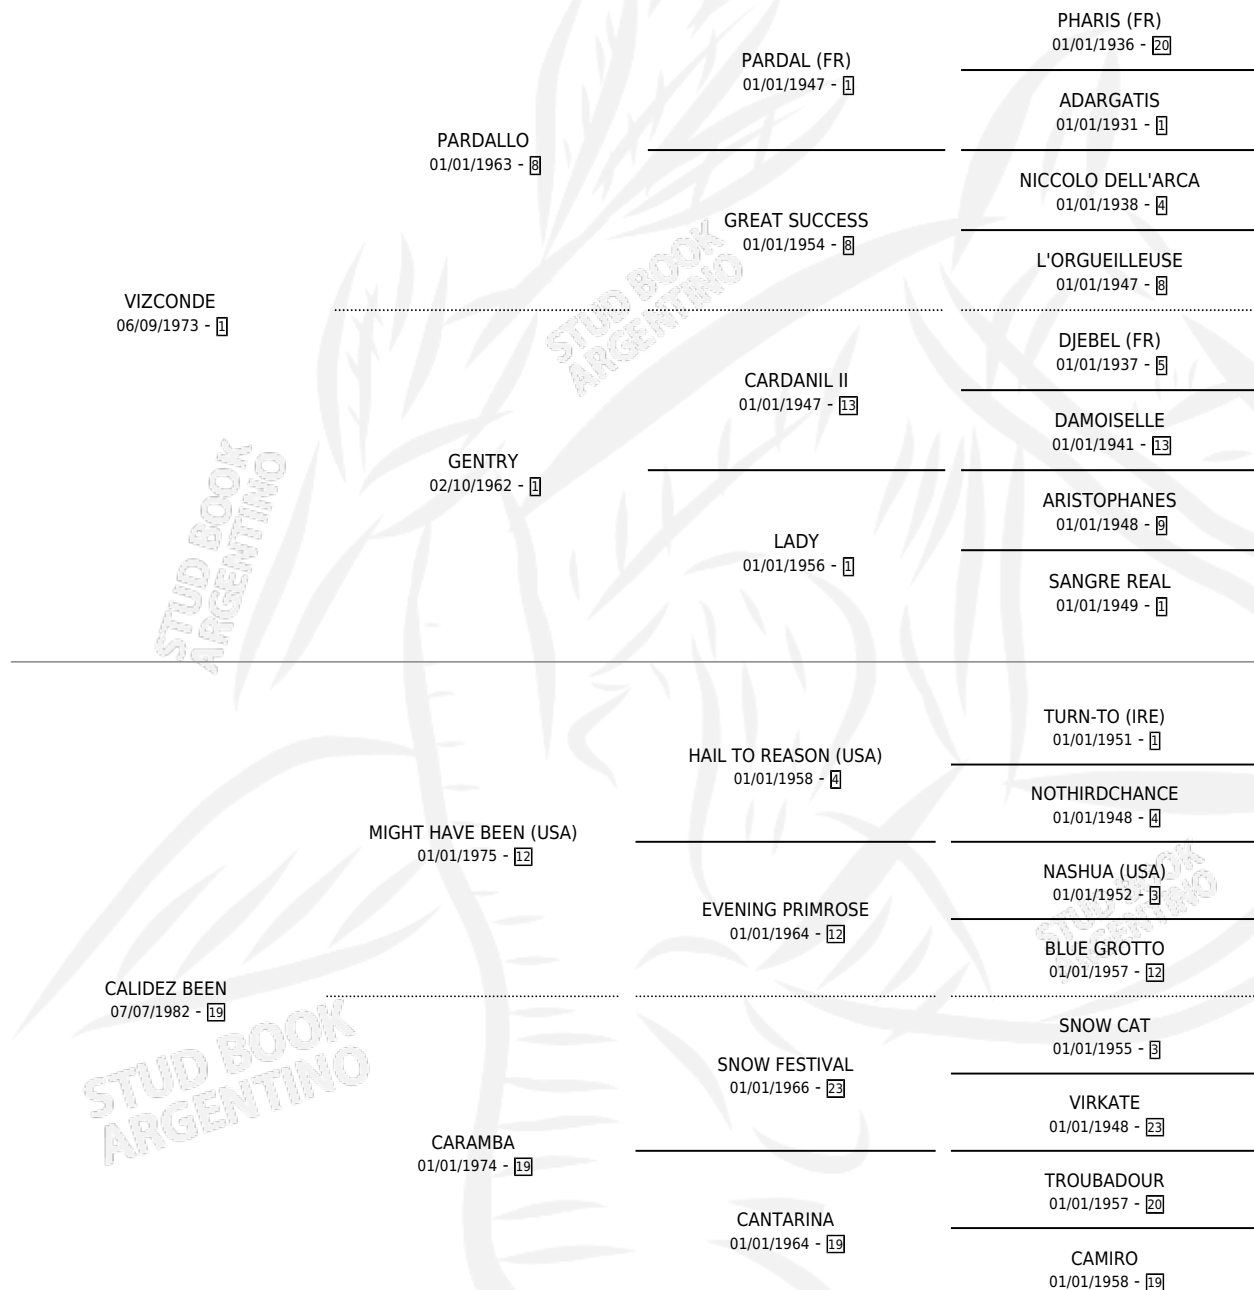 PHARIS (FR)
01/01/1936 - 20
PARDAL (FR)
01/01/1947 - 1
ADARGATIS
01/01/1931 - 1
PARDALLO
01/01/1963 - 8
NICCOLO DELL'ARCA
01/01/1938 - 4
GREAT SUCCESS
01/01/1954 - 8
L'ORGUEILLEUSE
01/01/1947 - 8
VIZCONDE
06/09/1973 - 1
DJEBEL (FR)
01/01/1937 - 5
CARDANIL II
01/01/1947 - 13
DAMOISELLE
01/01/1941 - 13
GENTRY
02/10/1962 - 1
ARISTOPHANES
01/01/1948 - 9
LADY
01/01/1956 - 1
SANGRE REAL
01/01/1949 - 1
TURN-TO (IRE)
01/01/1951 - 1
HAIL TO REASON (USA)
01/01/1958 - 4
NOTHIRDCHANCE
01/01/1948 - 4
MIGHT HAVE BEEN (USA)
01/01/1975 - 12
NASHUA (USA)
01/01/1952 - 3
EVENING PRIMROSE
01/01/1964 - 12
BLUE GROTTO
01/01/1957 - 12
CALIDEZ BEEN
07/07/1982 - 19
SNOW CAT
01/01/1955 - 3
SNOW FESTIVAL
01/01/1966 - 23
VIRKATE
01/01/1948 - 23
CARAMBA
01/01/1974 - 19
TROUBADOUR
01/01/1957 - 20
CANTARINA
01/01/1964 - 19
CAMIRO
01/01/1958 - 19
STUD BOOK
ARGENTINO
STUD BOOK
ARGENTINO
STUD BOOK
ARGENTINO
STUD BOOK
ARGENTINO